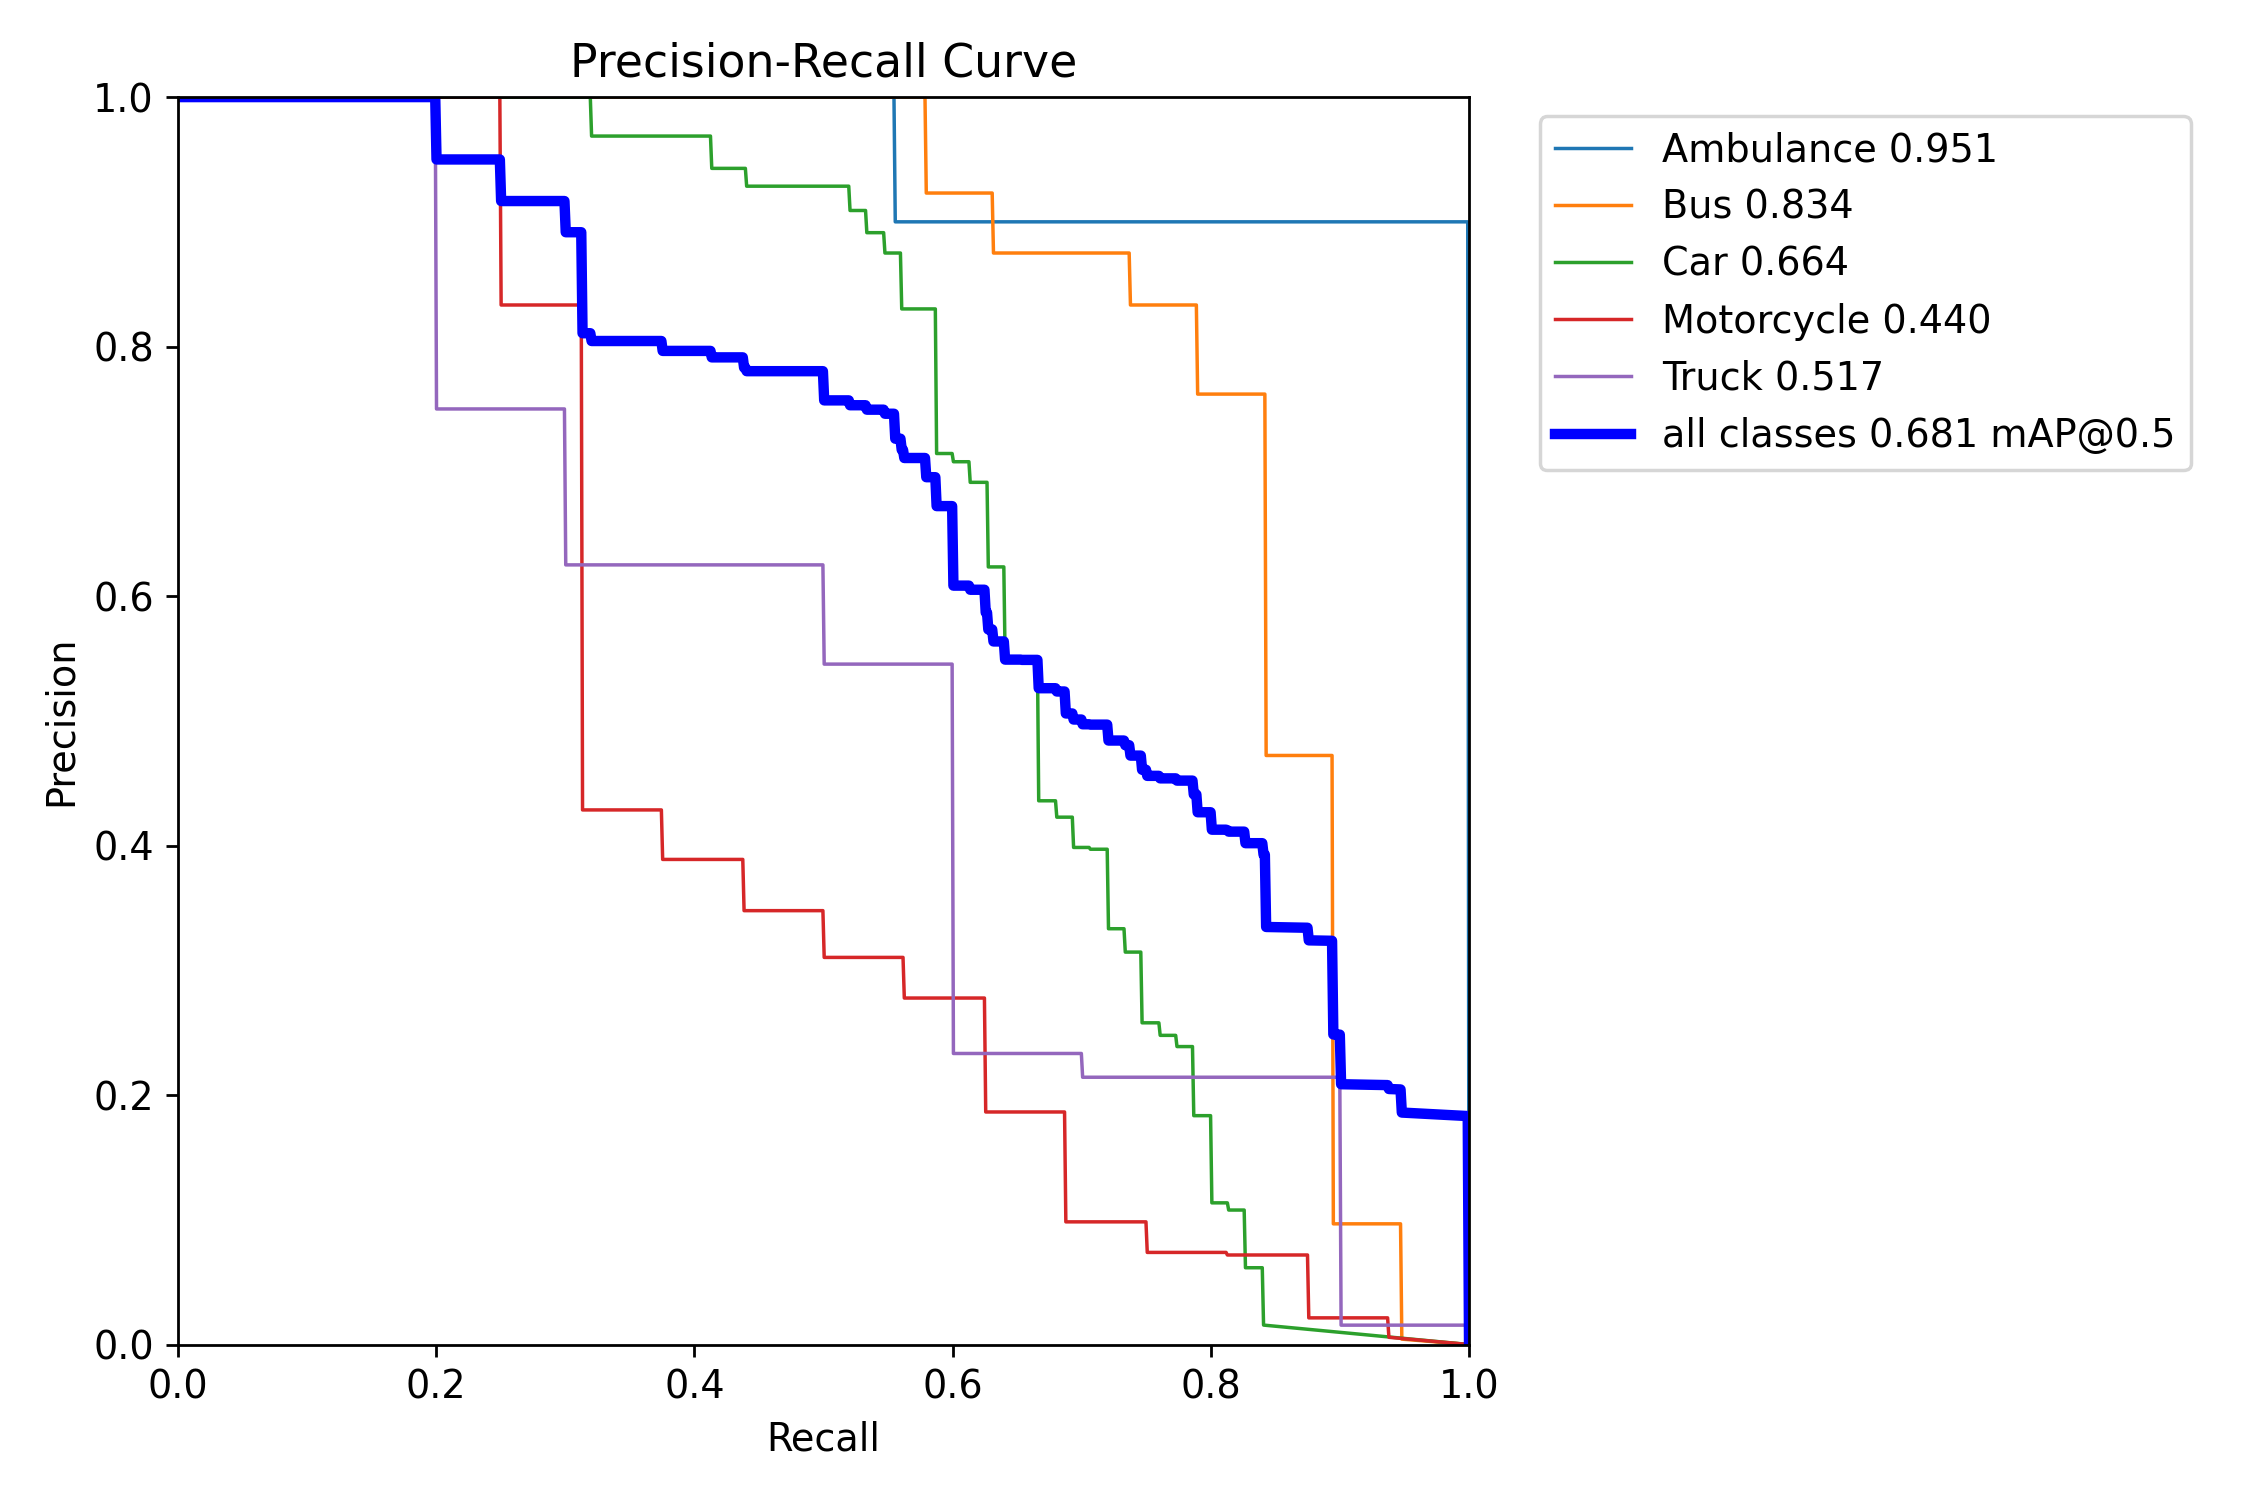 Precision-Recall Curve
1.0
0.8
0.6
0.4
0.2
0.0
Precision
0.0 0.2 0.4 0.6 0.8 1.0
Recall
Ambulance 0.951
Bus 0.834
Car 0.664
Motorcycle 0.440
Truck 0.517
all classes 0.681 mAP@0.5